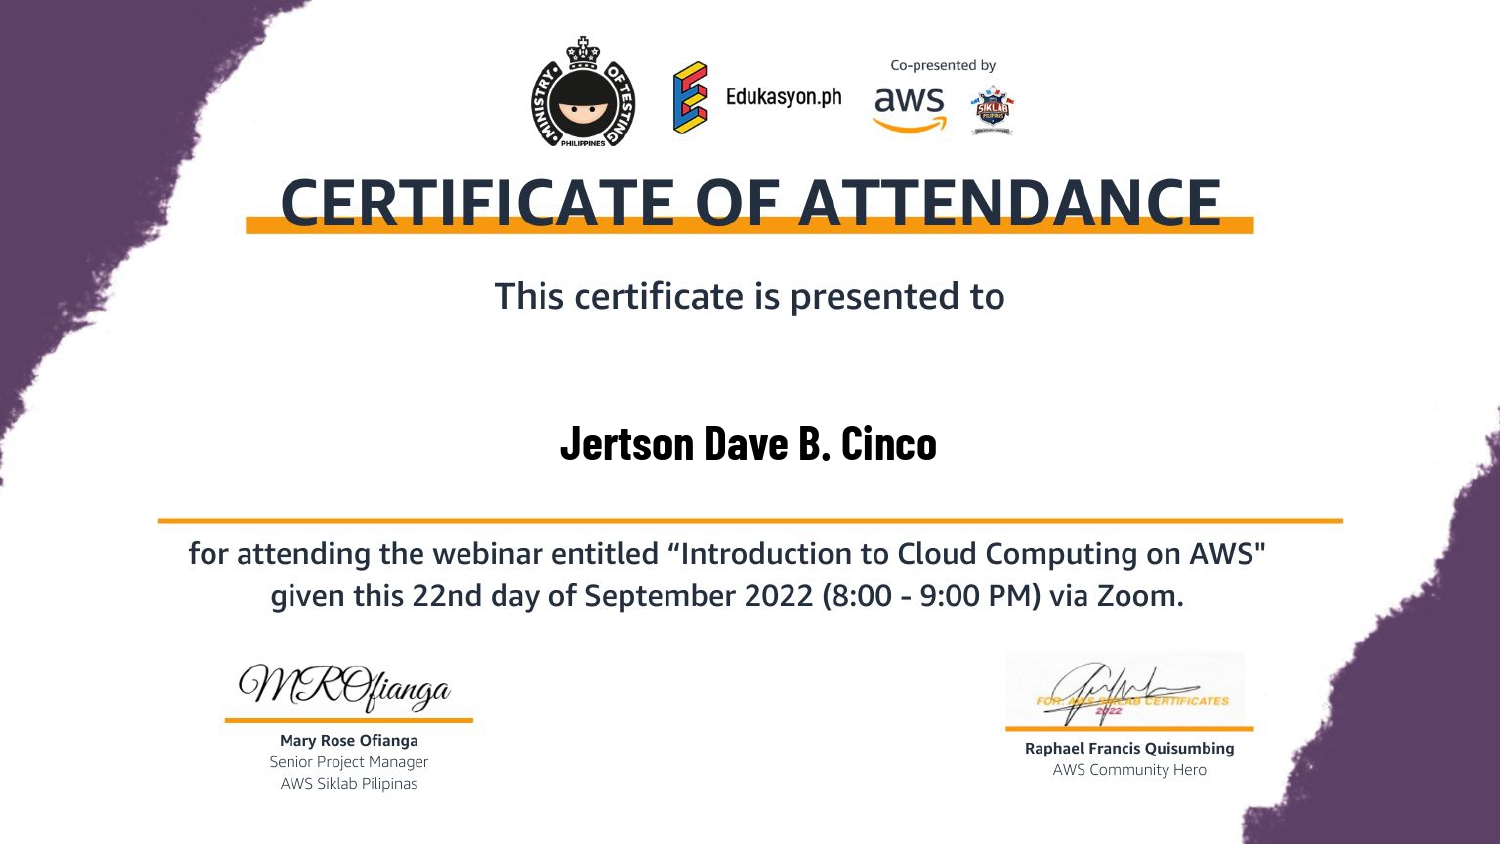 MINISTRY OF TESTING
PHILIPPINES
Edukasyon.ph
Co-presented by
aws
SIKLAB
PILIPINAS
CERTIFICATE OF ATTENDANCE
This certificate is presented to
Jertson Dave B. Cinco
for attending the webinar entitled “Introduction to Cloud Computing on AWS"
given this 22nd day of September 2022 (8:00 - 9:00 PM) via Zoom.
MROfianga
Mary Rose Ofianga
Senior Project Manager
AWS Siklab Pilipinas
FOR: AWS SIKLAB CERTIFICATES
2022
Raphael Francis Quisumbing
AWS Community Hero